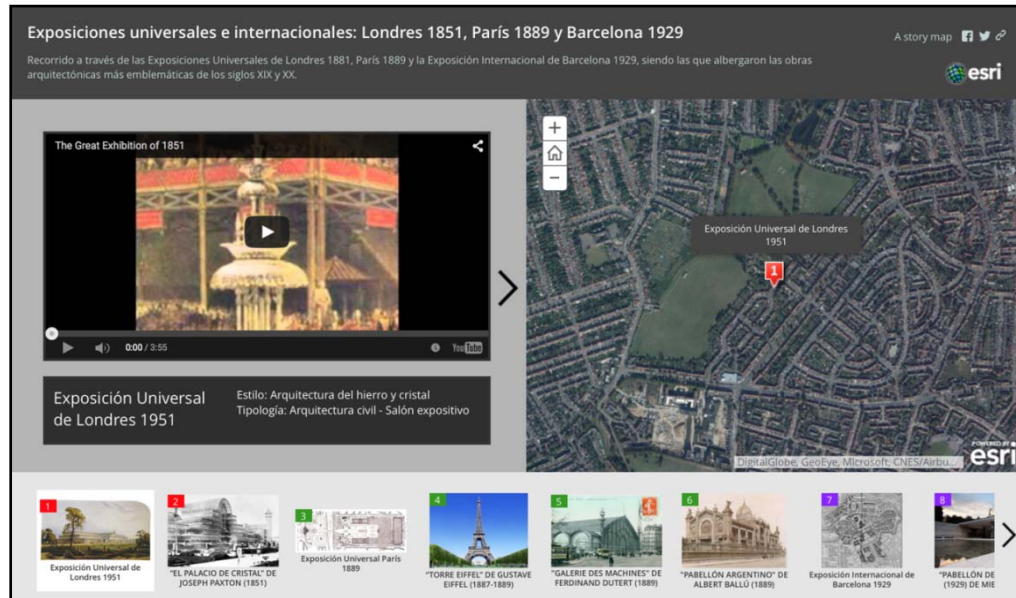 Exposiciones universales e internacionales: Londres 1851, París 1889 y Barcelona 1929
A story map
Recorrido a través de las Exposiciones Universales de Londres 1881, París 1889 y la Exposición Internacional de Barcelona 1929, siendo las que albergaron las obras
arquitectónicas más emblemáticas de los siglos XIX y XX.
esri
The Great Exhibition of 1851
0:00 / 3:55
YouTube
Exposición Universal
de Londres 1951
Estilo: Arquitectura del hierro y cristal
Tipología: Arquitectura civil - Salón expositivo
+
−
Exposición Universal de Londres
1951
1
POWERED BY
esri
DigitalGlobe, GeoEye, Microsoft, CNES/Airbu...
1
Exposición Universal de
Londres 1951
2
"EL PALACIO DE CRISTAL" DE
JOSEPH PAXTON (1851)
3
Exposición Universal París
1889
4
"TORRE EIFFEL" DE GUSTAVE
EIFFEL (1887-1889)
5
"GALERIE DES MACHINES" DE
FERDINAND DUTERT (1889)
6
"PABELLÓN ARGENTINO" DE
ALBERT BALLÚ (1889)
7
Exposición Internacional de
Barcelona 1929
8
"PABELLÓN DE
(1929) DE MIE